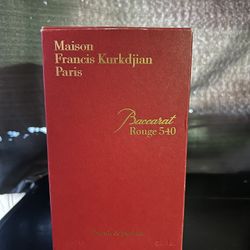 Maison
Francis Kurkdjian
Paris
Baccarat
Rouge 540